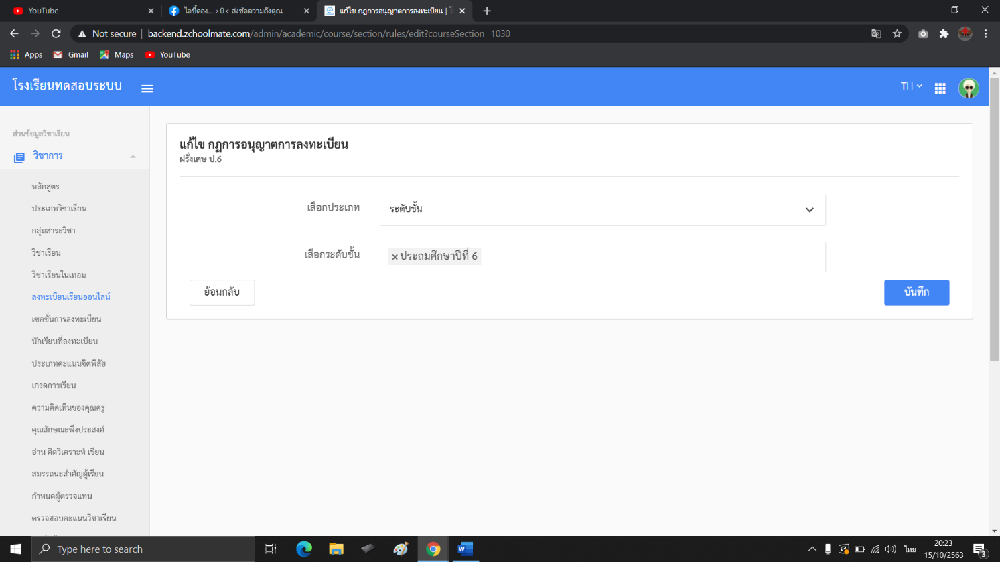 YouTube
ไอขี้ดอง....>0< ส่งข้อความถึงคุณ
แก้ไข กฎการอนุญาตการลงทะเบียน |
Not secure | backend.zchoolmate.com/admin/academic/course/section/rules/edit?courseSection=1030
Apps Gmail Maps YouTube
โรงเรียนทดสอบระบบ
TH
ส่วนข้อมูลวิชาเรียน
วิชาการ
หลักสูตร
ประเภทวิชาเรียน
กลุ่มสาระวิชา
วิชาเรียน
วิชาเรียนในเทอม
ลงทะเบียนเรียนออนไลน์
เซคชั่นการลงทะเบียน
นักเรียนที่ลงทะเบียน
ประเภทคะแนนจิตพิสัย
เกรดการเรียน
ความคิดเห็นของคุณครู
คุณลักษณะพึงประสงค์
อ่าน คิดวิเคราะห์ เขียน
สมรรถนะสำคัญผู้เรียน
กำหนดผู้ตรวจแทน
ตรวจสอบคะแนนวิชาเรียน
แก้ไข กฎการอนุญาตการลงทะเบียน
ฝรั่งเศษ ป.6
เลือกประเภท ระดับชั้น
เลือกระดับชั้น ×ประถมศึกษาปีที่ 6
ย้อนกลับ บันทึก
Type here to search
ไทย
20:23
15/10/2563
3